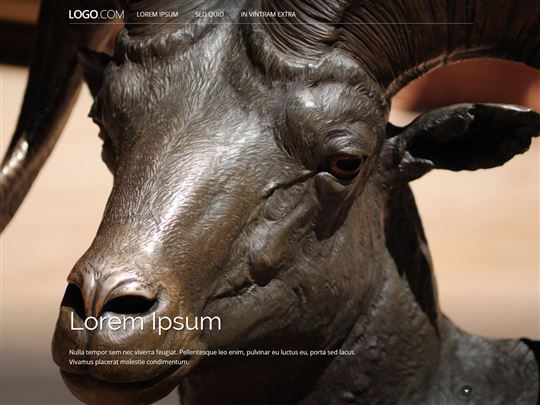 LOGO.COM LOREM IPSUM SED QUID IN VINTRAM EXTRA
Lorem Ipsum
Nulla tempor sem nec viverra feugiat. Pellentesque leo enim, pulvinar eu luctus eu, porta sed lacus.
Vivamus placerat molestie condimentum.